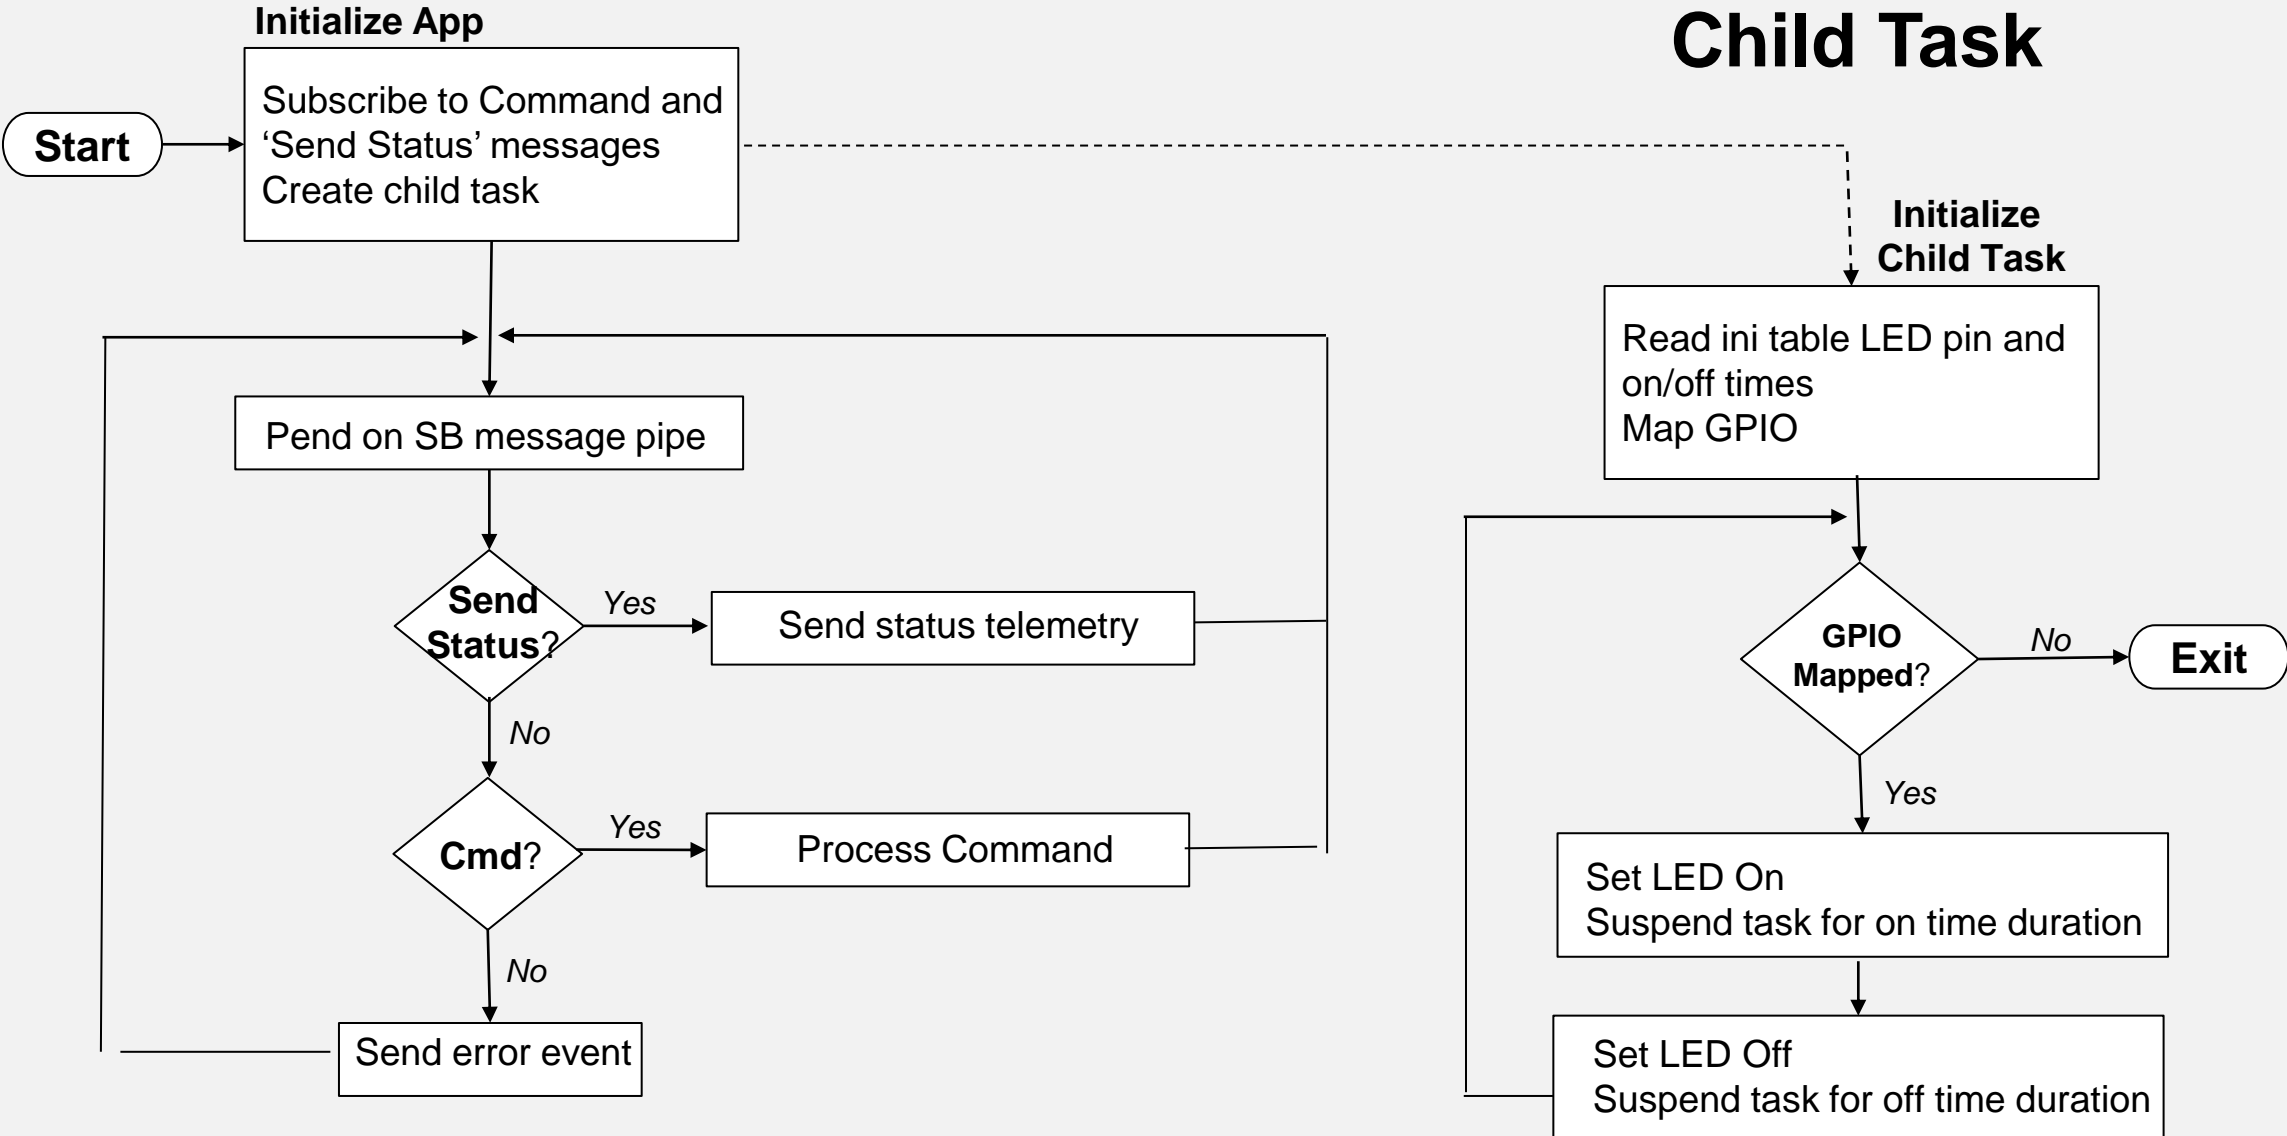 Initialize App
Start
Subscribe to Command and
‘Send Status’ messages
Create child task
Pend on SB message pipe
Send
Status?
Yes
Send status telemetry
No
Cmd?
Yes
Process Command
No
Send error event
Child Task
Initialize
Child Task
Read ini table LED pin and
on/off times
Map GPIO
GPIO
Mapped?
No
Exit
Yes
Set LED On
Suspend task for on time duration
Set LED Off
Suspend task for off time duration